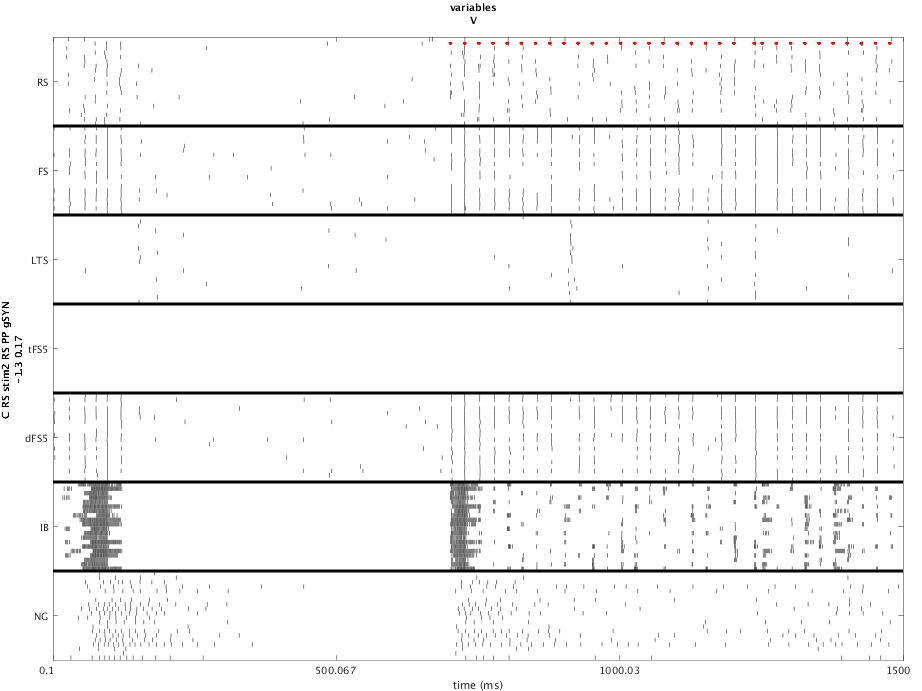 variables
V
RS
FS
LTS
tFS5
dFS5
IB
NG
C RS stim2 RS PP gSYN
-1.3 0.17
0.1
500.067
1000.03
1500
time (ms)